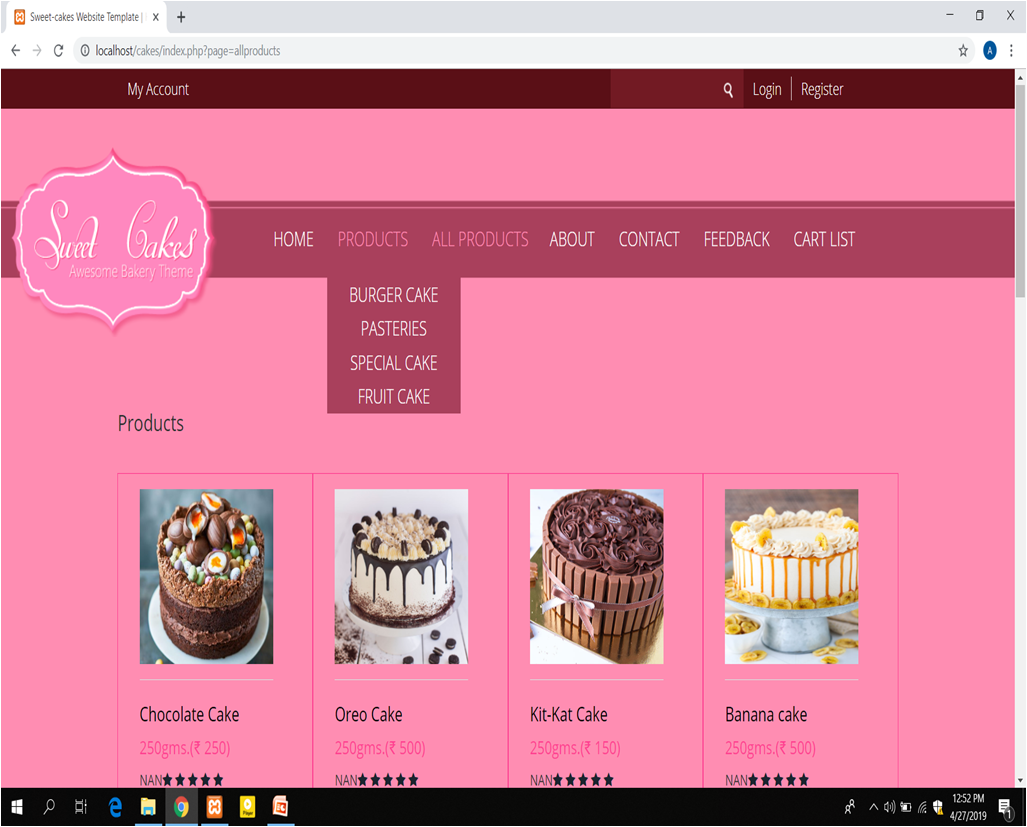 Sweet-cakes Website Template |
localhost/cakes/index.php?page=allproducts
A
My Account
Login
Register
Sweet Cakes
Awesome Bakery Theme
HOME PRODUCTS ALL PRODUCTS ABOUT CONTACT FEEDBACK CART LIST
BURGER CAKE
PASTERIES
SPECIAL CAKE
FRUIT CAKE
Products
Chocolate Cake Oreo Cake Kit-Kat Cake Banana cake
250gms.(₹ 250) 250gms.(₹ 500) 250gms.(₹ 150) 250gms.(₹ 500)
NAN★★★★★ NAN★★★★★ NAN★★★★★ NAN★★★★★
12:52 PM
4/27/2019
1